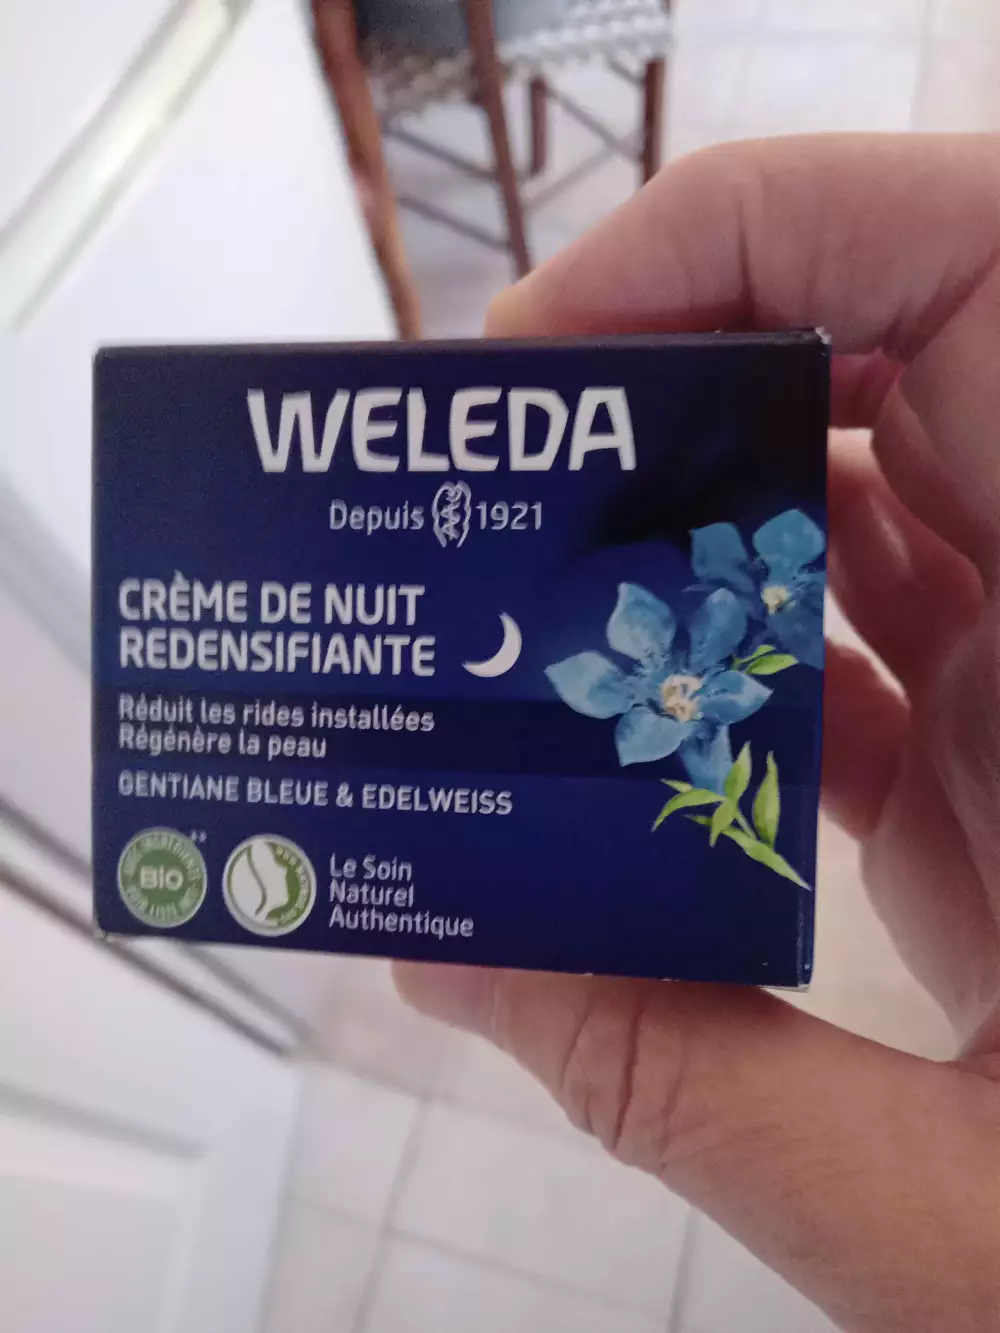 WELEDA
Depuis 1921
CRÈME DE NUIT
REDENSIFIANTE
Réduit les rides installées
Régénère la peau
GENTIANE BLEUE & EDELWEISS
BIO
**
Le Soin
Naturel
Authentique